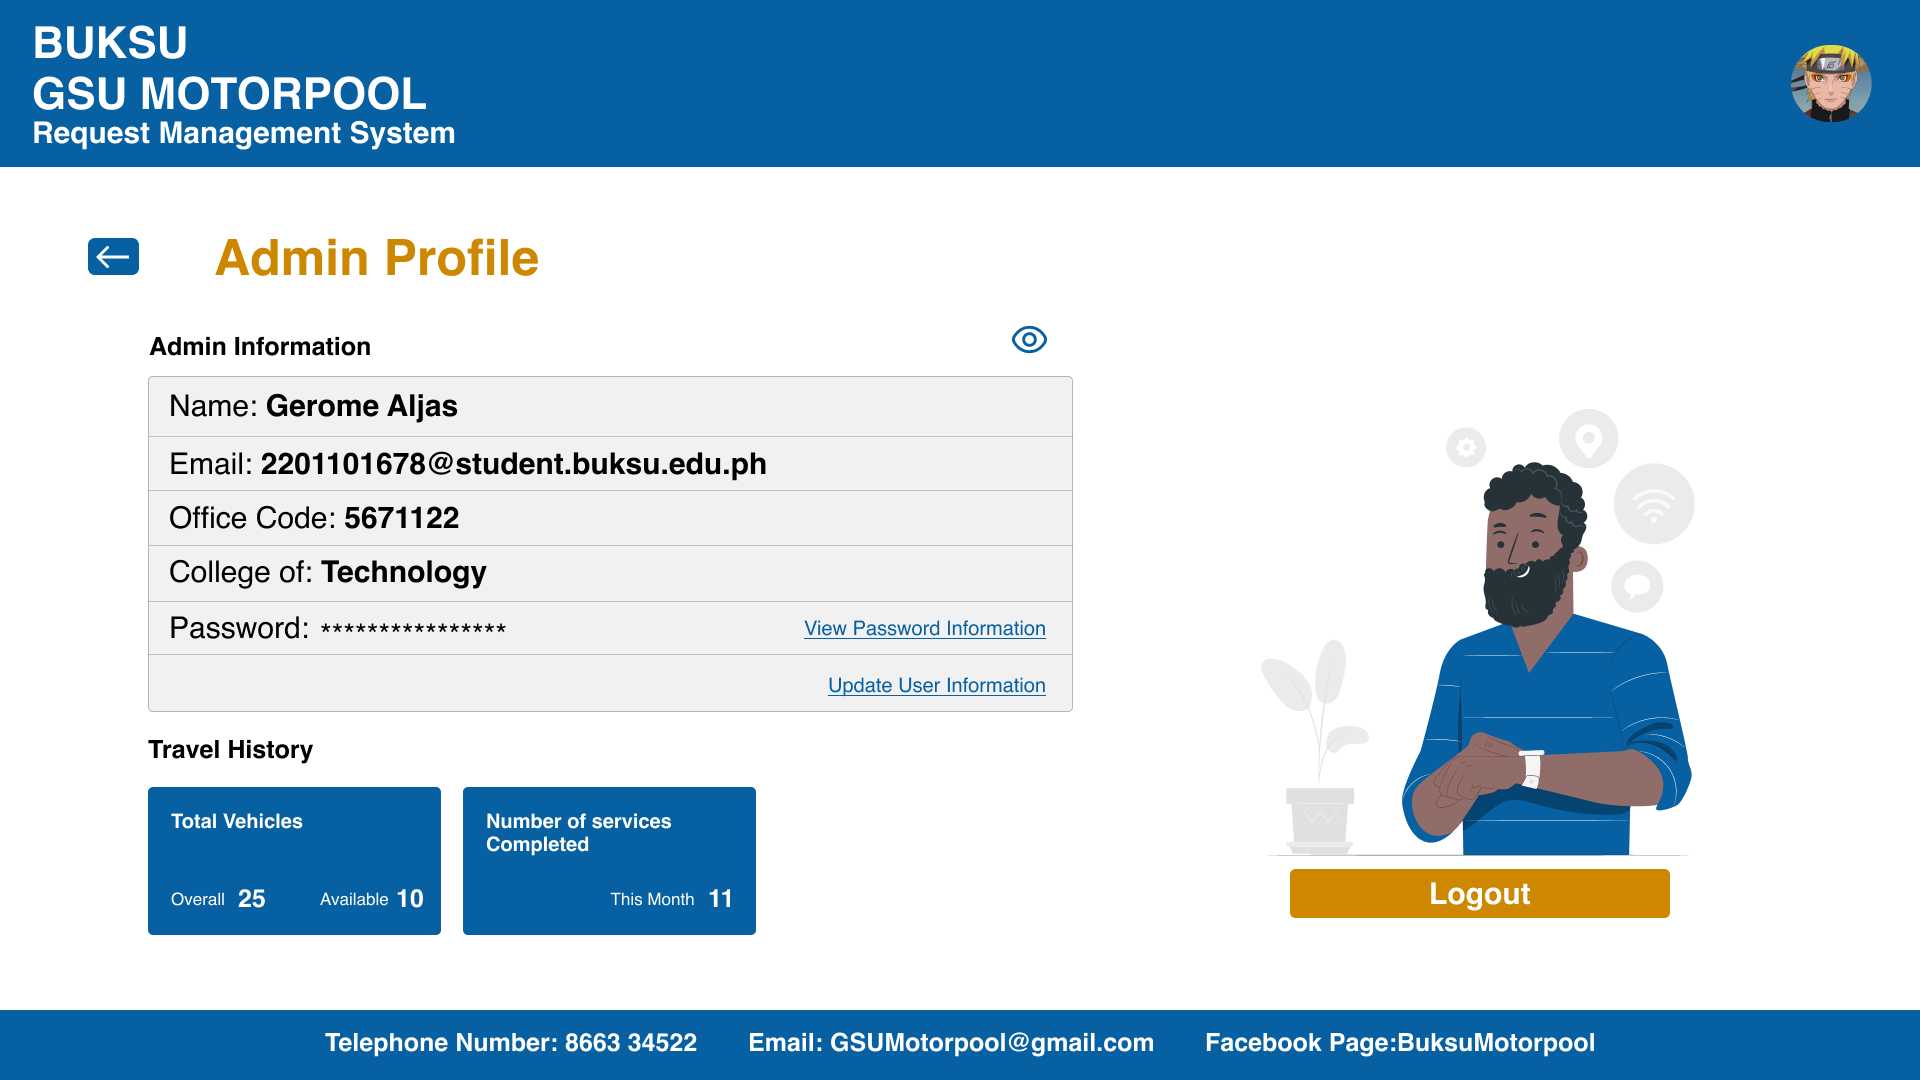 BUKSU
GSU MOTORPOOL
Request Management System
Admin Profile
Admin Information
Name: Gerome Aljas
Email: 2201101678@student.buksu.edu.ph
Office Code: 5671122
College of: Technology
Password: **************** View Password Information
Update User Information
Travel History
Total Vehicles
Overall 25 Available 10
Number of services
Completed
This Month 11
Logout
Telephone Number: 8663 34522 Email: GSUMotorpool@gmail.com Facebook Page:BuksuMotorpool